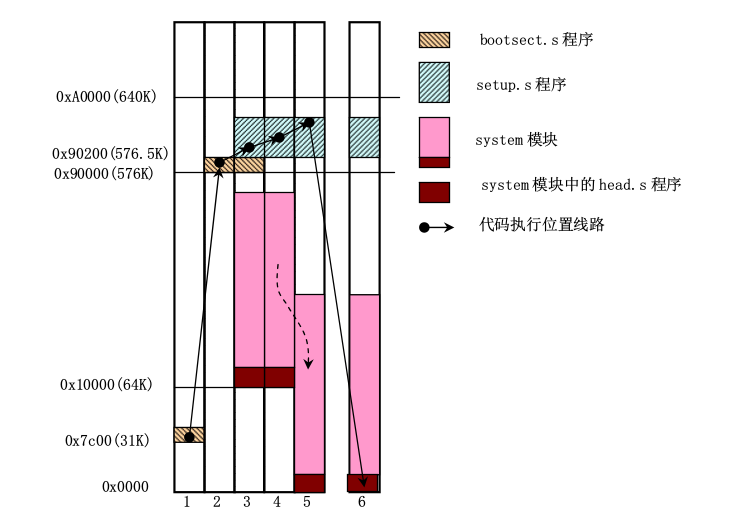 bootsect.s 程序
setup.s 程序
system 模块
system 模块中的 head.s 程序
代码执行位置线路
0xA0000(640K)
0x90200(576.5K)
0x90000(576K)
0x10000(64K)
0x7c00(31K)
0x0000
1 2 3 4 5 6